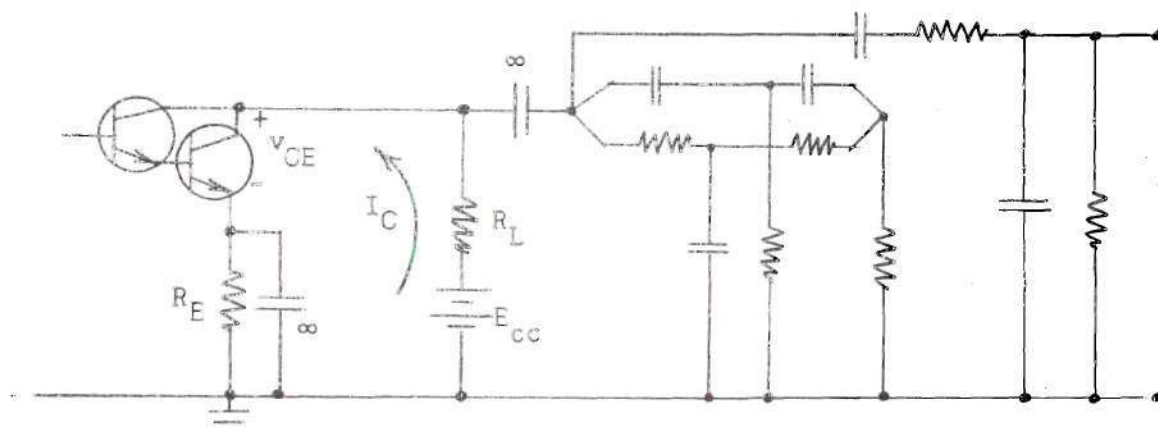 ∞
+
v_CE
-
I_C
R_L
R_E
∞
E_cc